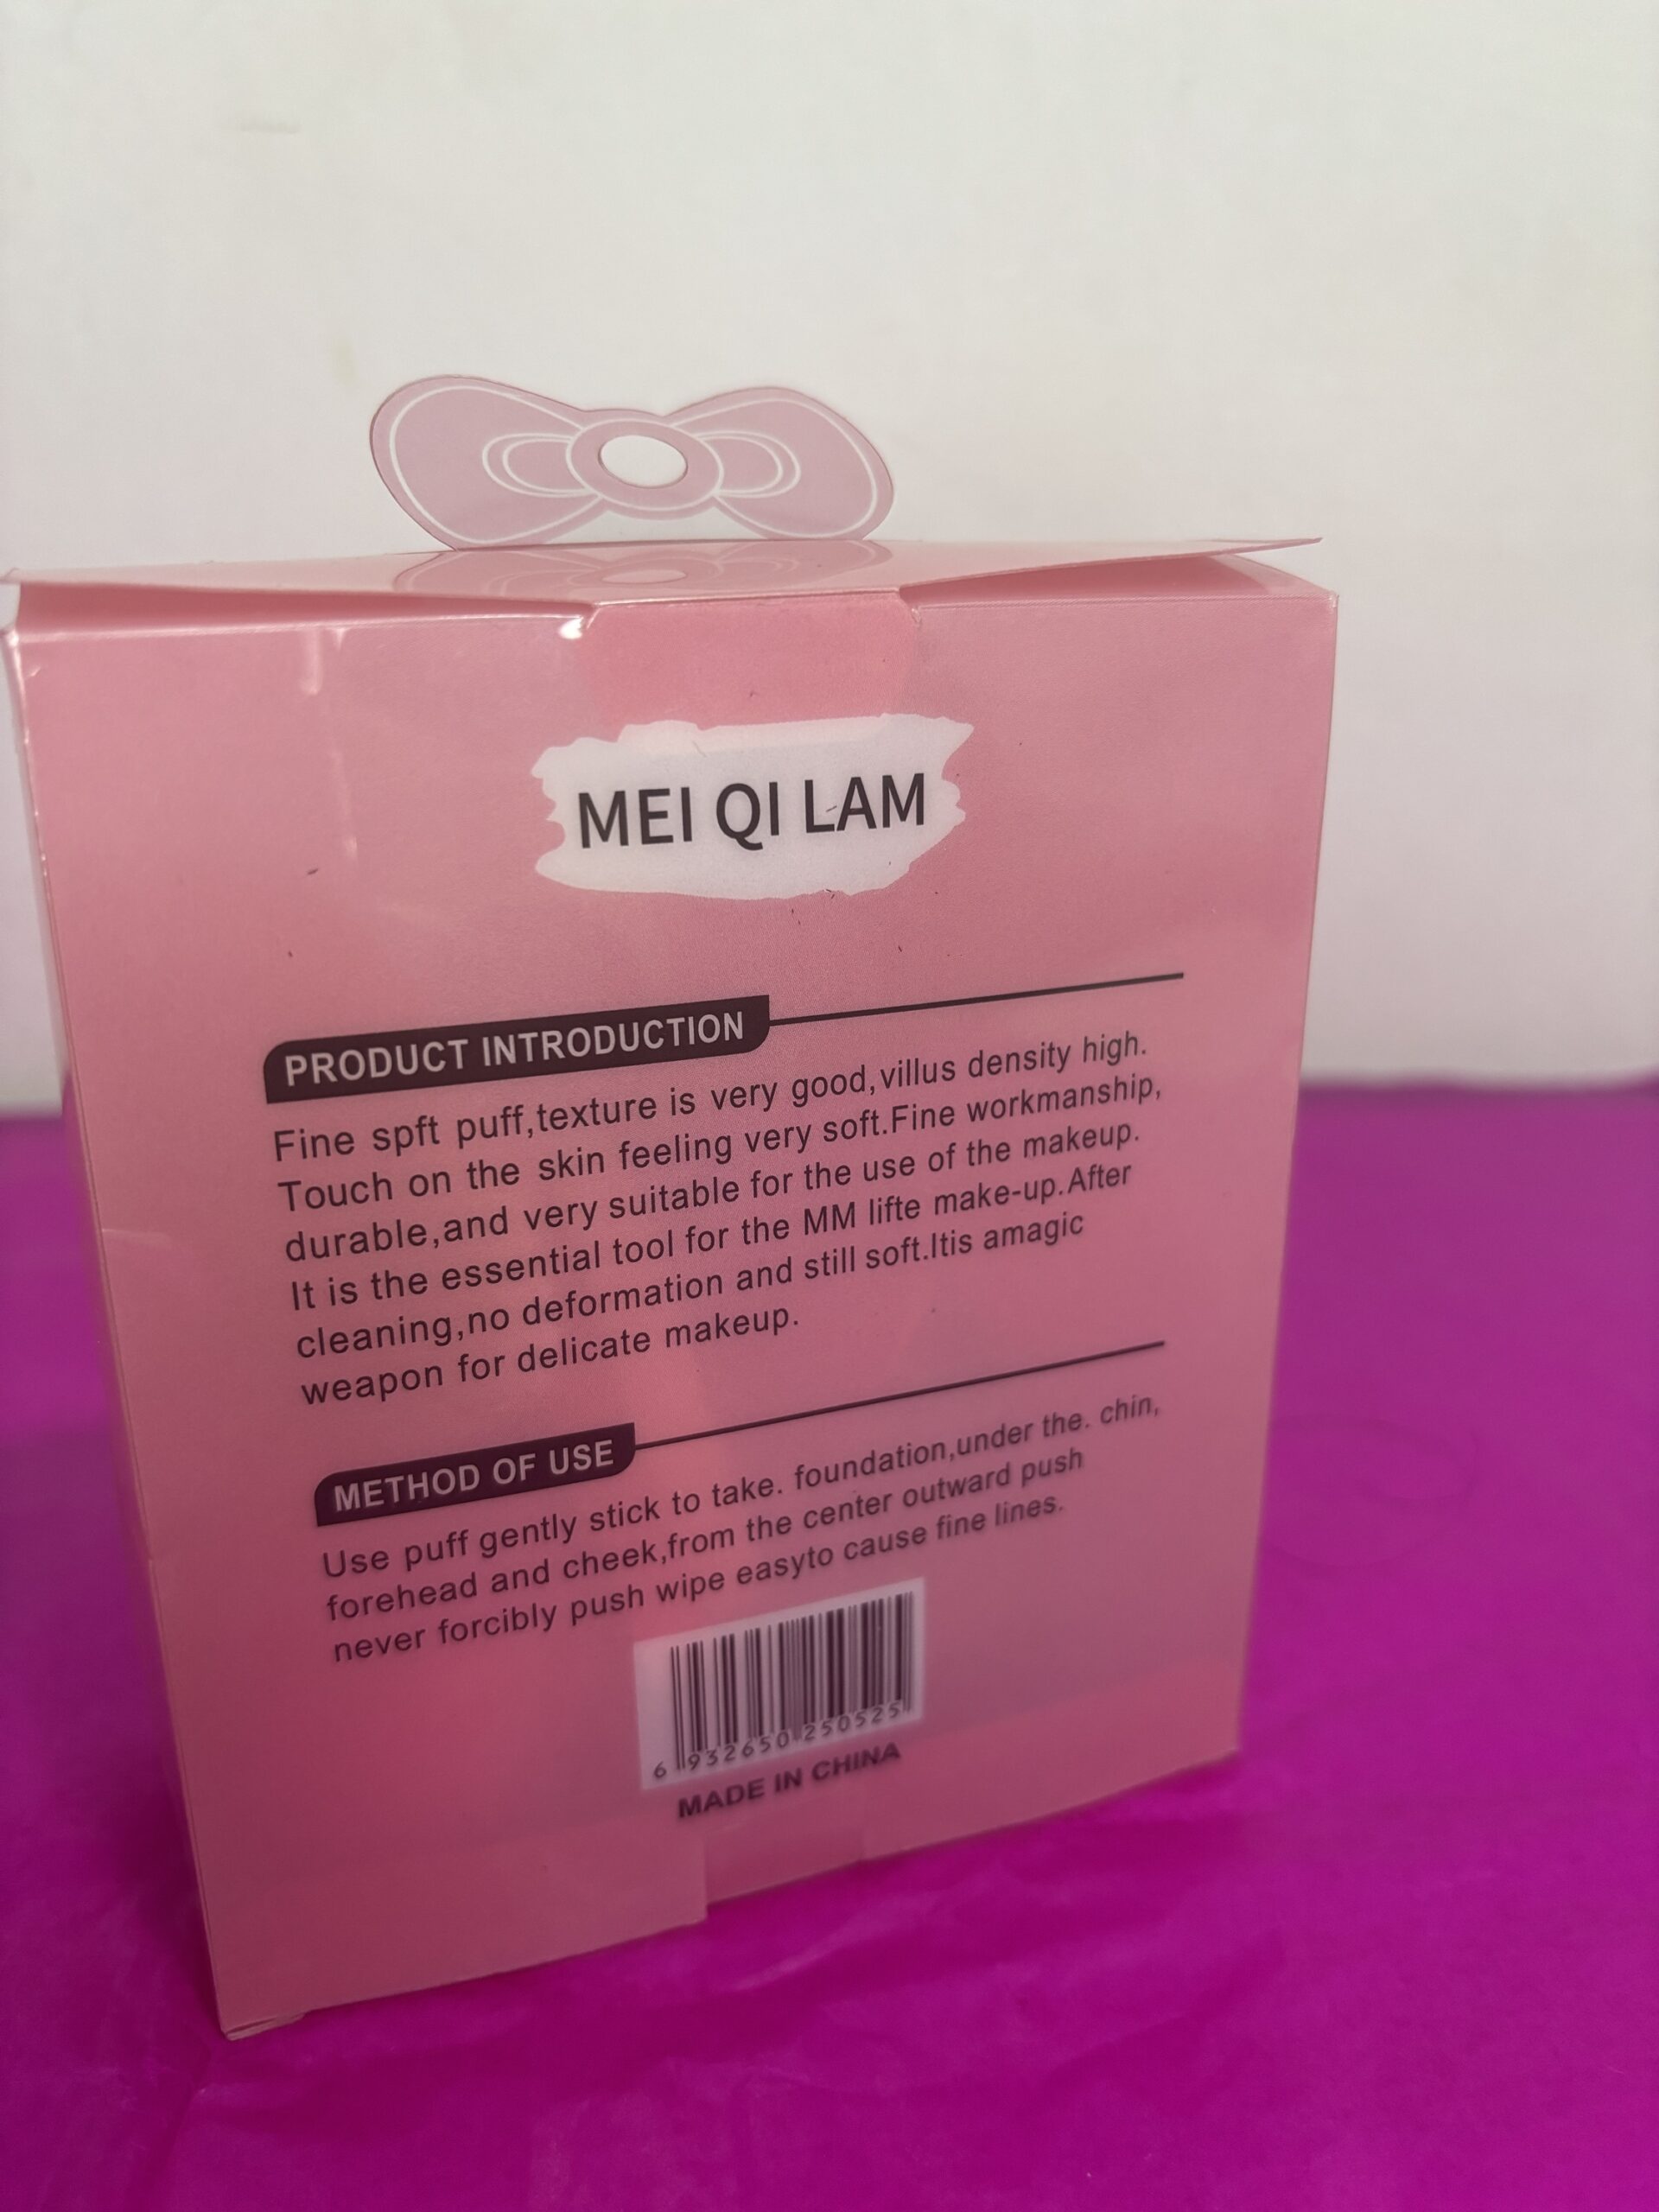 MEI QI LAM
PRODUCT INTRODUCTION
Fine spft puff,texture is very good,villus density high.
Touch on the skin feeling very soft.Fine workmanship,
durable,and very suitable for the use of the makeup.
It is the essential tool for the MM lifte make-up.After
cleaning,no deformation and still soft.Itis amagic
weapon for delicate makeup.
METHOD OF USE
Use puff gently stick to take. foundation,under the. chin,
forehead and cheek,from the center outward push
never forcibly push wipe easyto cause fine lines.
6 932650 250525
MADE IN CHINA